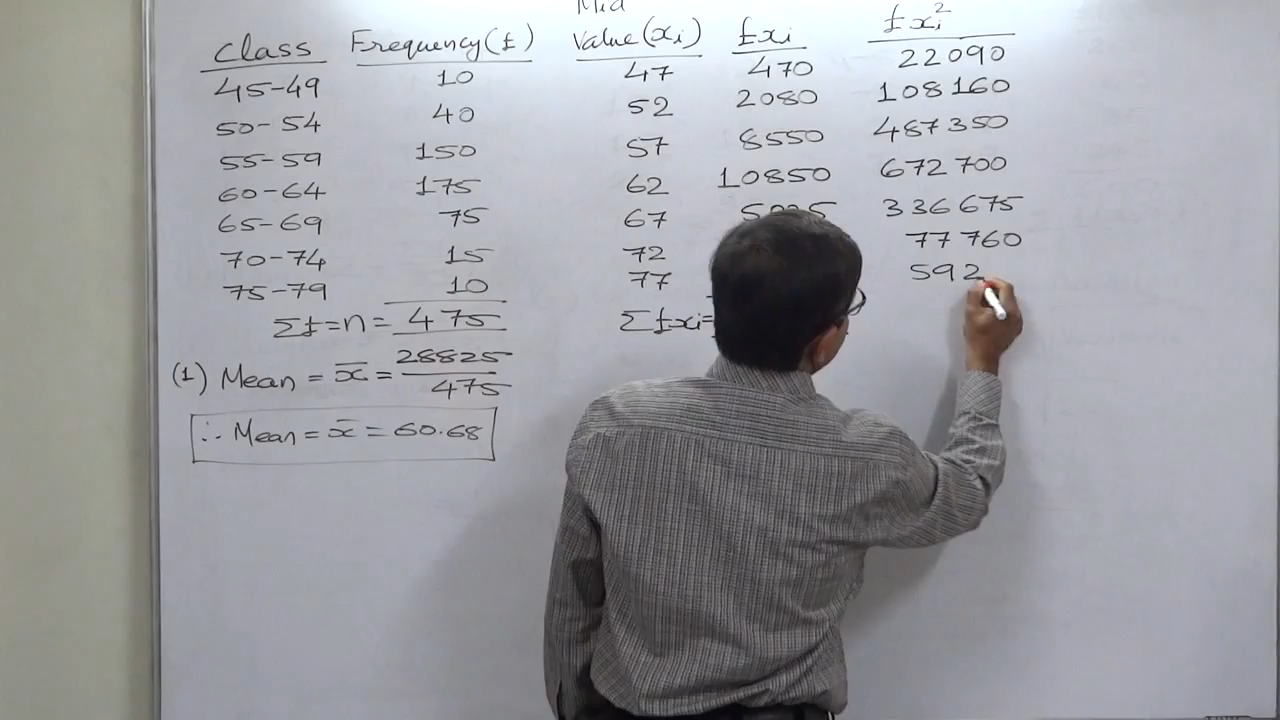 Mid
Class Frequency(f) Value(xi) fxi fxi²
45-49 10 47 470 22090
50-54 40 52 2080 108160
55-59 150 57 8550 487350
60-64 175 62 10850 672700
65-69 75 67 5025 336675
70-74 15 72 77760
75-79 10 77 592
Σf=n= 475 Σfxi=
(1) Mean = x̄ = 28825
475
∴ Mean = x̄ = 60.68